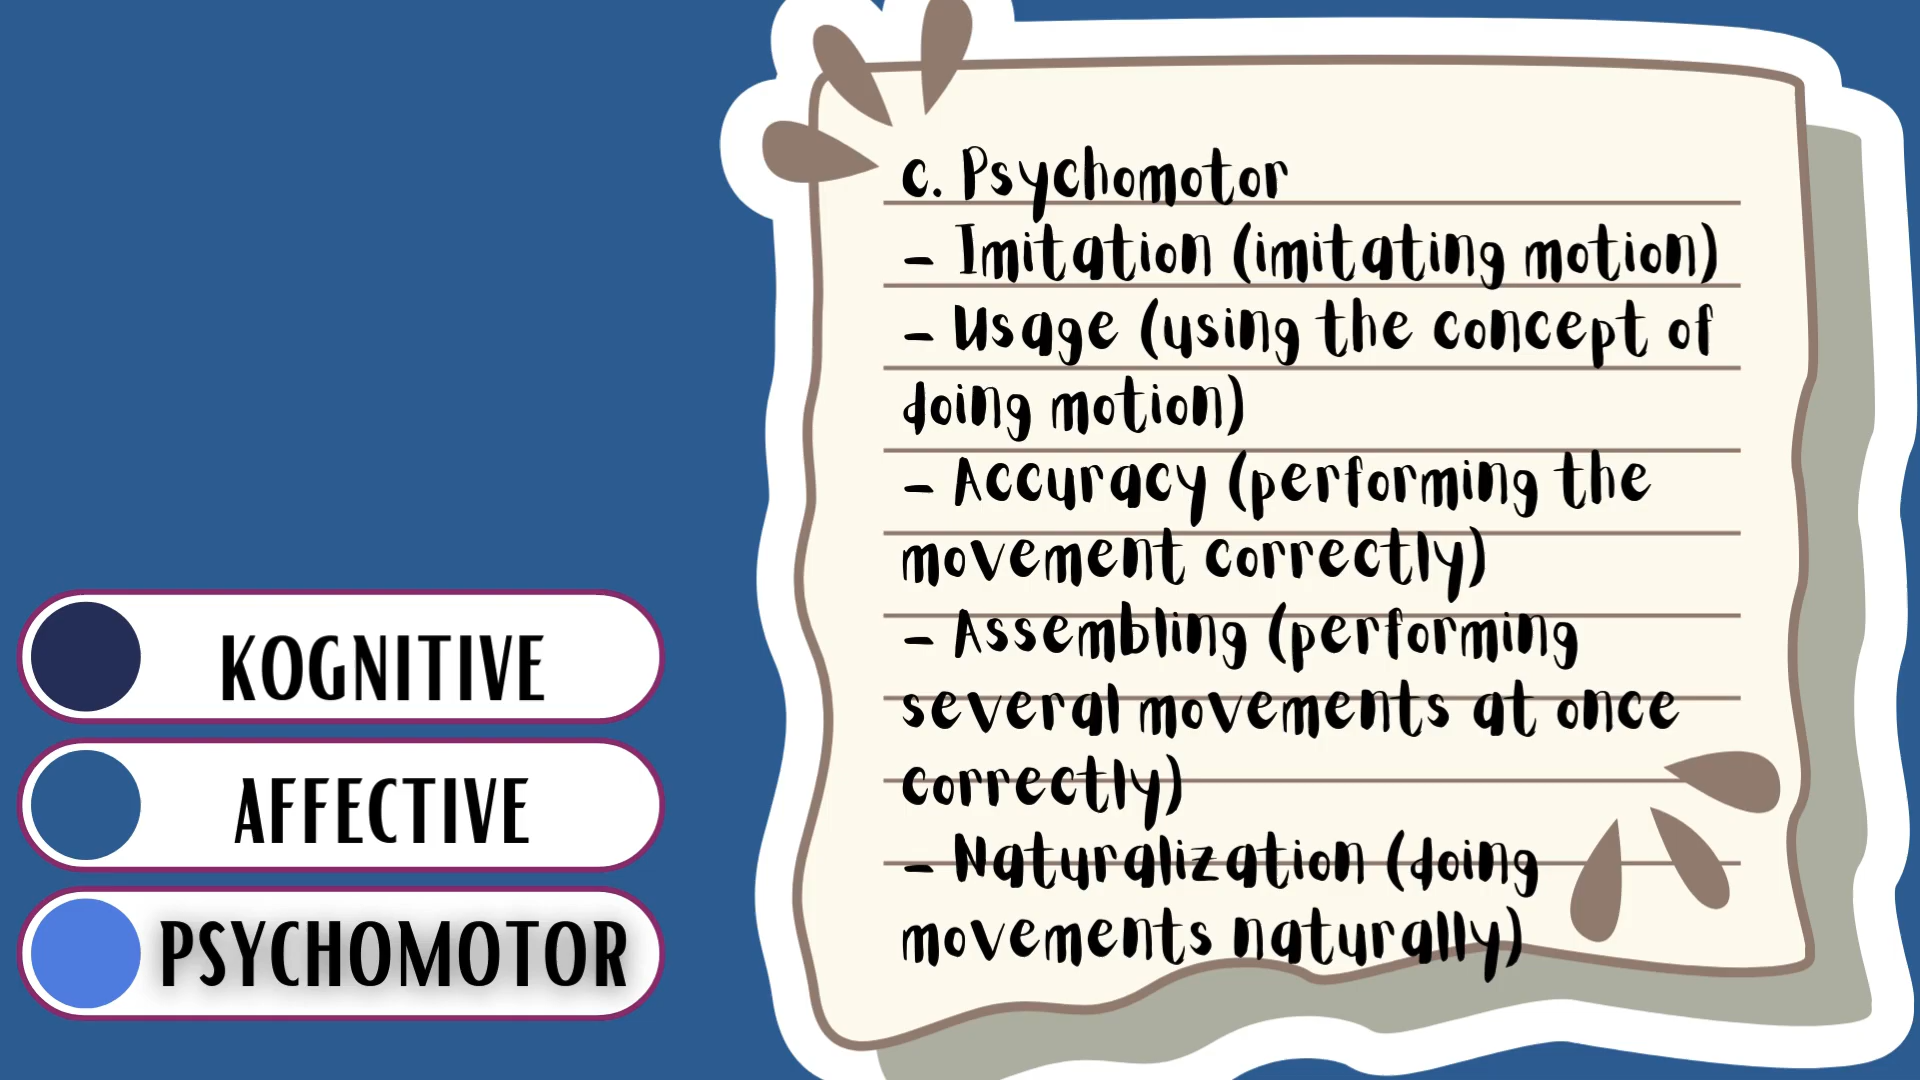 KOGNITIVE
AFFECTIVE
PSYCHOMOTOR
c. Psychomotor
- Imitation (imitating motion)
- Usage (using the concept of
doing motion)
- Accuracy (performing the
movement correctly)
- Assembling (performing
several movements at once
correctly)
- Naturalization (doing
movements naturally)